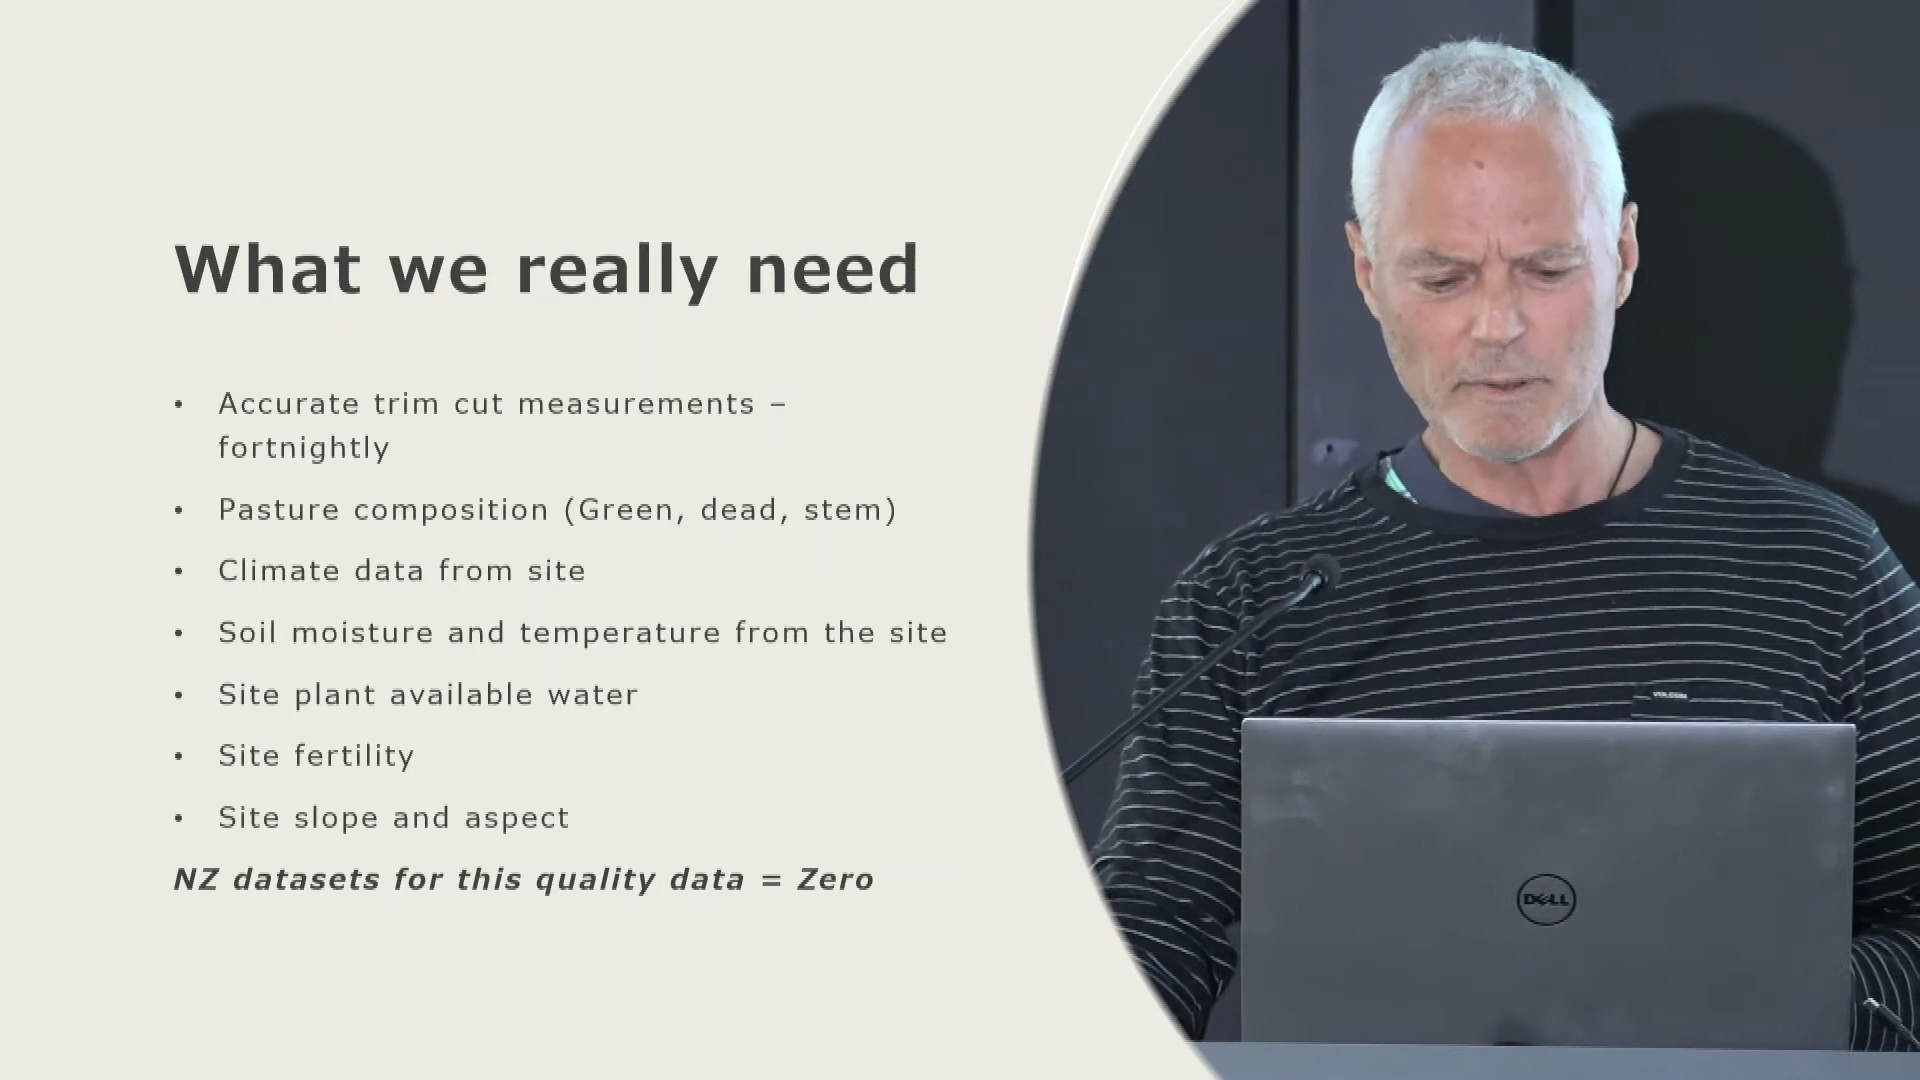 What we really need
• Accurate trim cut measurements –
fortnightly
• Pasture composition (Green, dead, stem)
• Climate data from site
• Soil moisture and temperature from the site
• Site plant available water
• Site fertility
• Site slope and aspect
NZ datasets for this quality data = Zero
VOLCOM
DELL